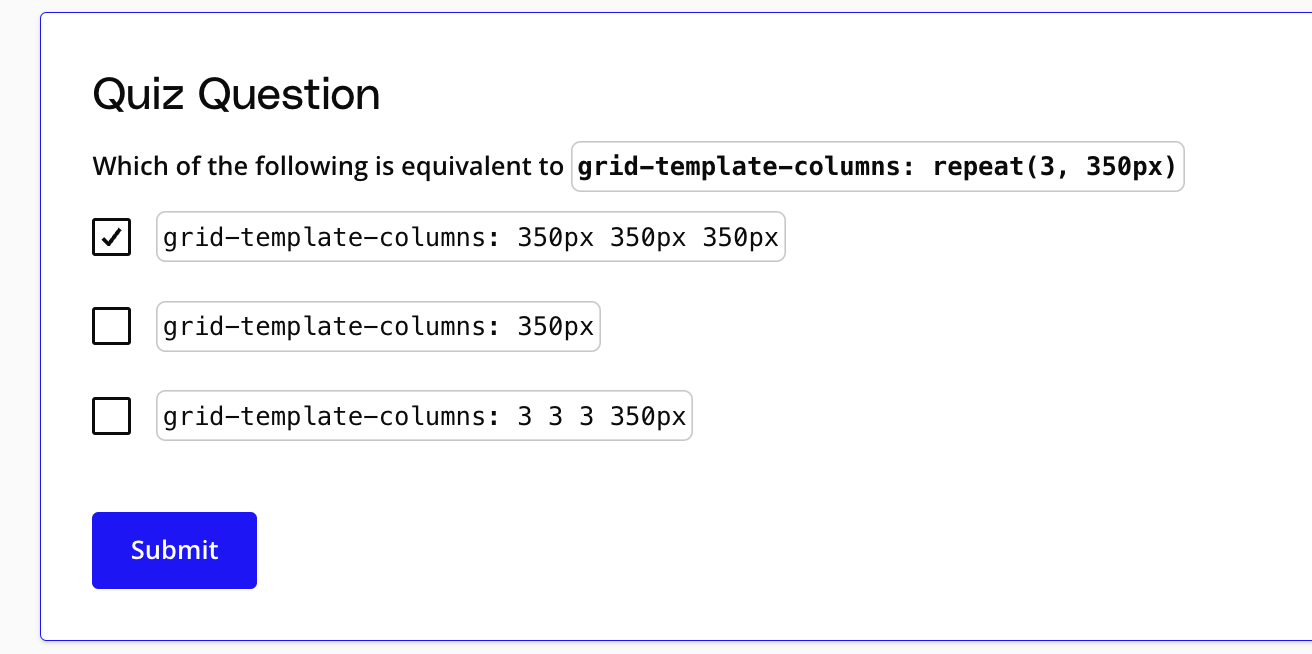 Quiz Question
Which of the following is equivalent to grid-template-columns: repeat(3, 350px)
grid-template-columns: 350px 350px 350px
grid-template-columns: 350px
grid-template-columns: 3 3 3 350px
Submit